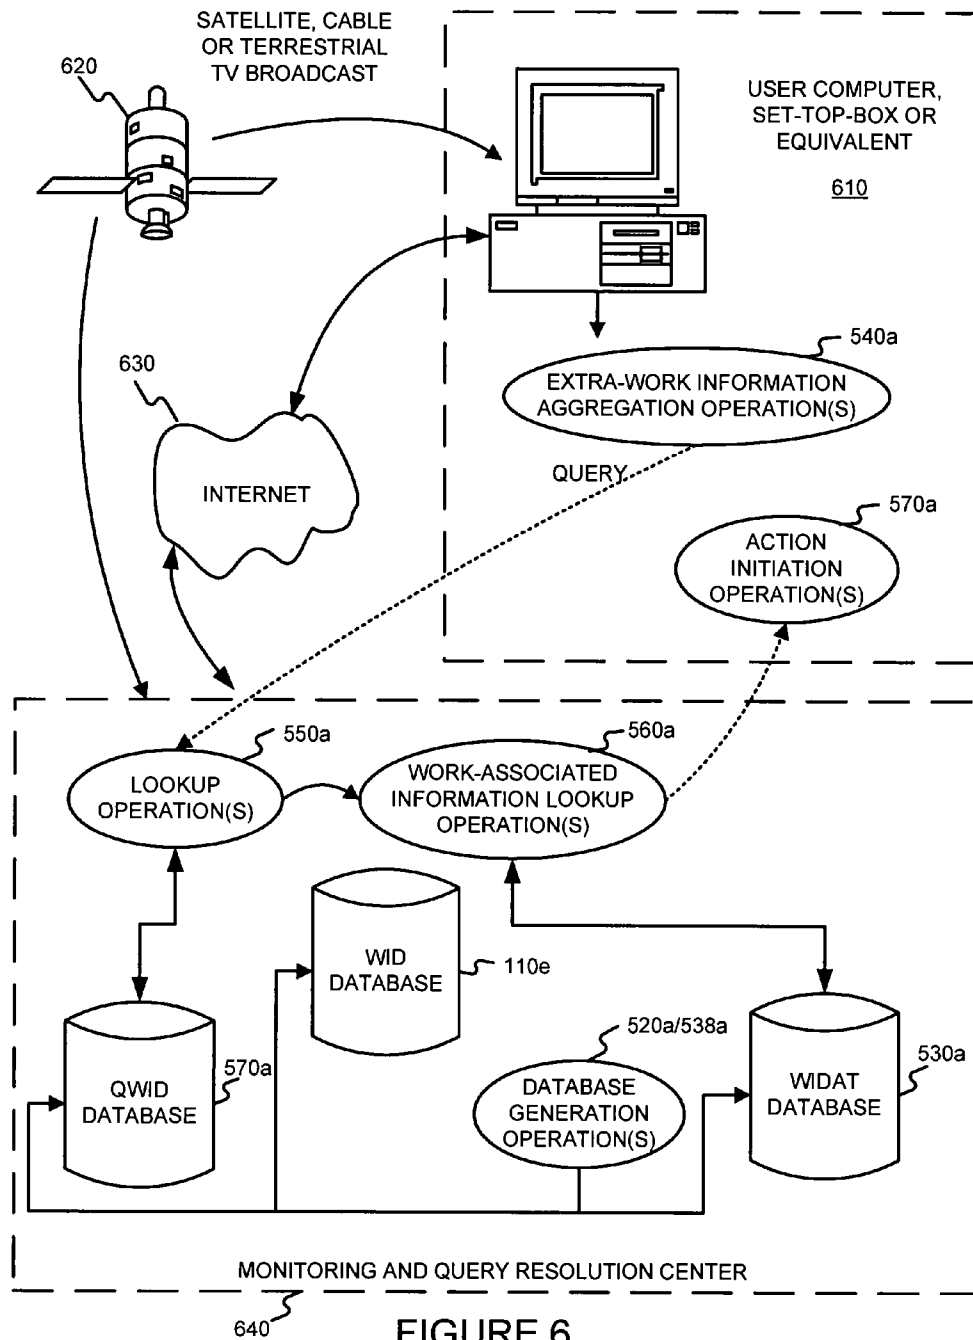 SATELLITE, CABLE
OR TERRESTRIAL
TV BROADCAST
620
USER COMPUTER,
SET-TOP-BOX OR
EQUIVALENT
610
540a
EXTRA-WORK INFORMATION
AGGREGATION OPERATION(S)
630
INTERNET
QUERY
570a
ACTION
INITIATION
OPERATION(S)
550a
LOOKUP
OPERATION(S)
560a
WORK-ASSOCIATED
INFORMATION LOOKUP
OPERATION(S)
WID
DATABASE
110e
520a/538a
DATABASE
GENERATION
OPERATION(S)
QWID
DATABASE
570a
WIDAT
DATABASE
530a
MONITORING AND QUERY RESOLUTION CENTER
640
FIGURE 6